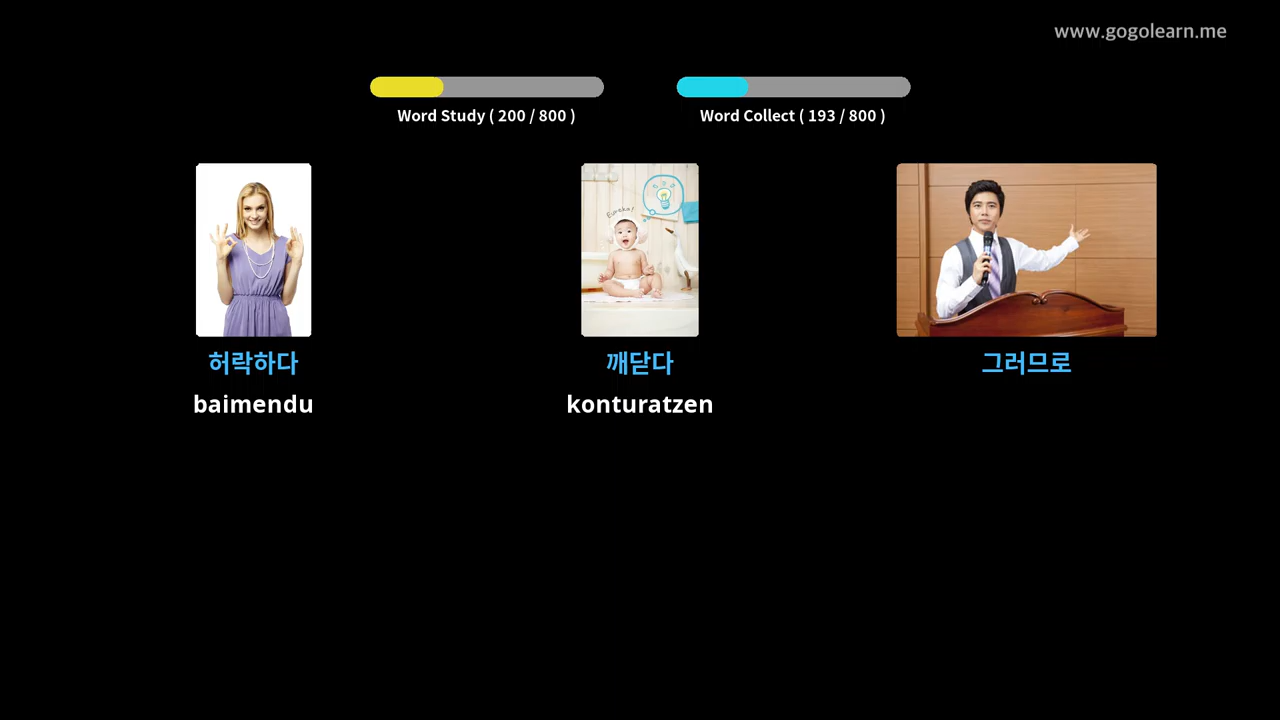 www.gogolearn.me
Word Study ( 200 / 800 )
Word Collect ( 193 / 800 )
Eureka!
허락하다
깨닫다
그러므로
baimendu
konturatzen